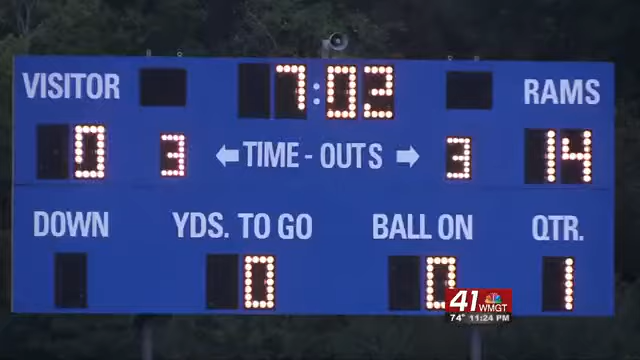 VISITOR 7:02 RAMS
0 3 TIME - OUTS 3 14
DOWN YDS. TO GO BALL ON QTR.
0 0 1
41 WMGT
74° 11:24 PM